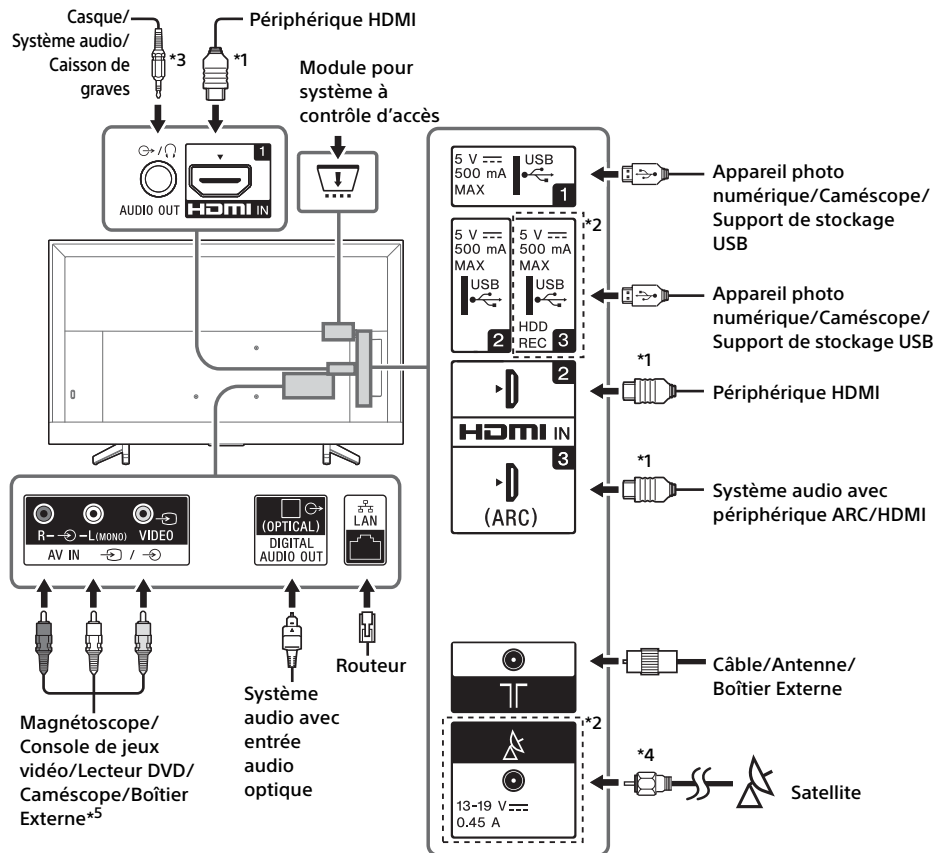 Casque/
Système audio/
Caisson de
graves
*3
*1
Périphérique HDMI
Module pour
système à
contrôle d'accès
AUDIO OUT
1
HDMI IN
5 V
500 mA
MAX
USB
1
Appareil photo
numérique/Caméscope/
Support de stockage
USB
*2
5 V
500 mA
MAX
USB
2
5 V
500 mA
MAX
USB
HDD
REC 3
Appareil photo
numérique/Caméscope/
Support de stockage USB
2
*1
Périphérique HDMI
HDMI IN
3
(ARC)
*1
Système audio avec
périphérique ARC/HDMI
R- -L(MONO) VIDEO
AV IN /
(OPTICAL)
DIGITAL
AUDIO OUT
LAN
Magnétoscope/
Console de jeux
vidéo/Lecteur DVD/
Caméscope/Boîtier
Externe*5
Système
audio avec
entrée
audio
optique
Routeur
Câble/Antenne/
Boîtier Externe
*2
13-19 V
0.45 A
*4
Satellite